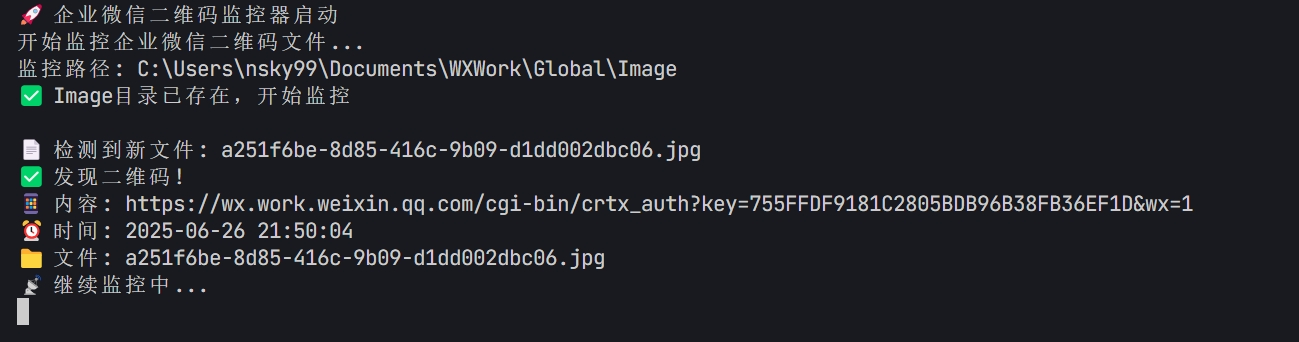 🚀 企业微信二维码监控器启动
开始监控企业微信二维码文件...
监控路径: C:\Users\nsky99\Documents\WXWork\Global\Image
✅ Image目录已存在，开始监控
📄 检测到新文件: a251f6be-8d85-416c-9b09-d1dd002dbc06.jpg
✅ 发现二维码!
📱 内容: https://wx.work.weixin.qq.com/cgi-bin/crtx_auth?key=755FFDF9181C2805BDB96B38FB36EF1D&wx=1
⏰ 时间: 2025-06-26 21:50:04
📁 文件: a251f6be-8d85-416c-9b09-d1dd002dbc06.jpg
📡 继续监控中...